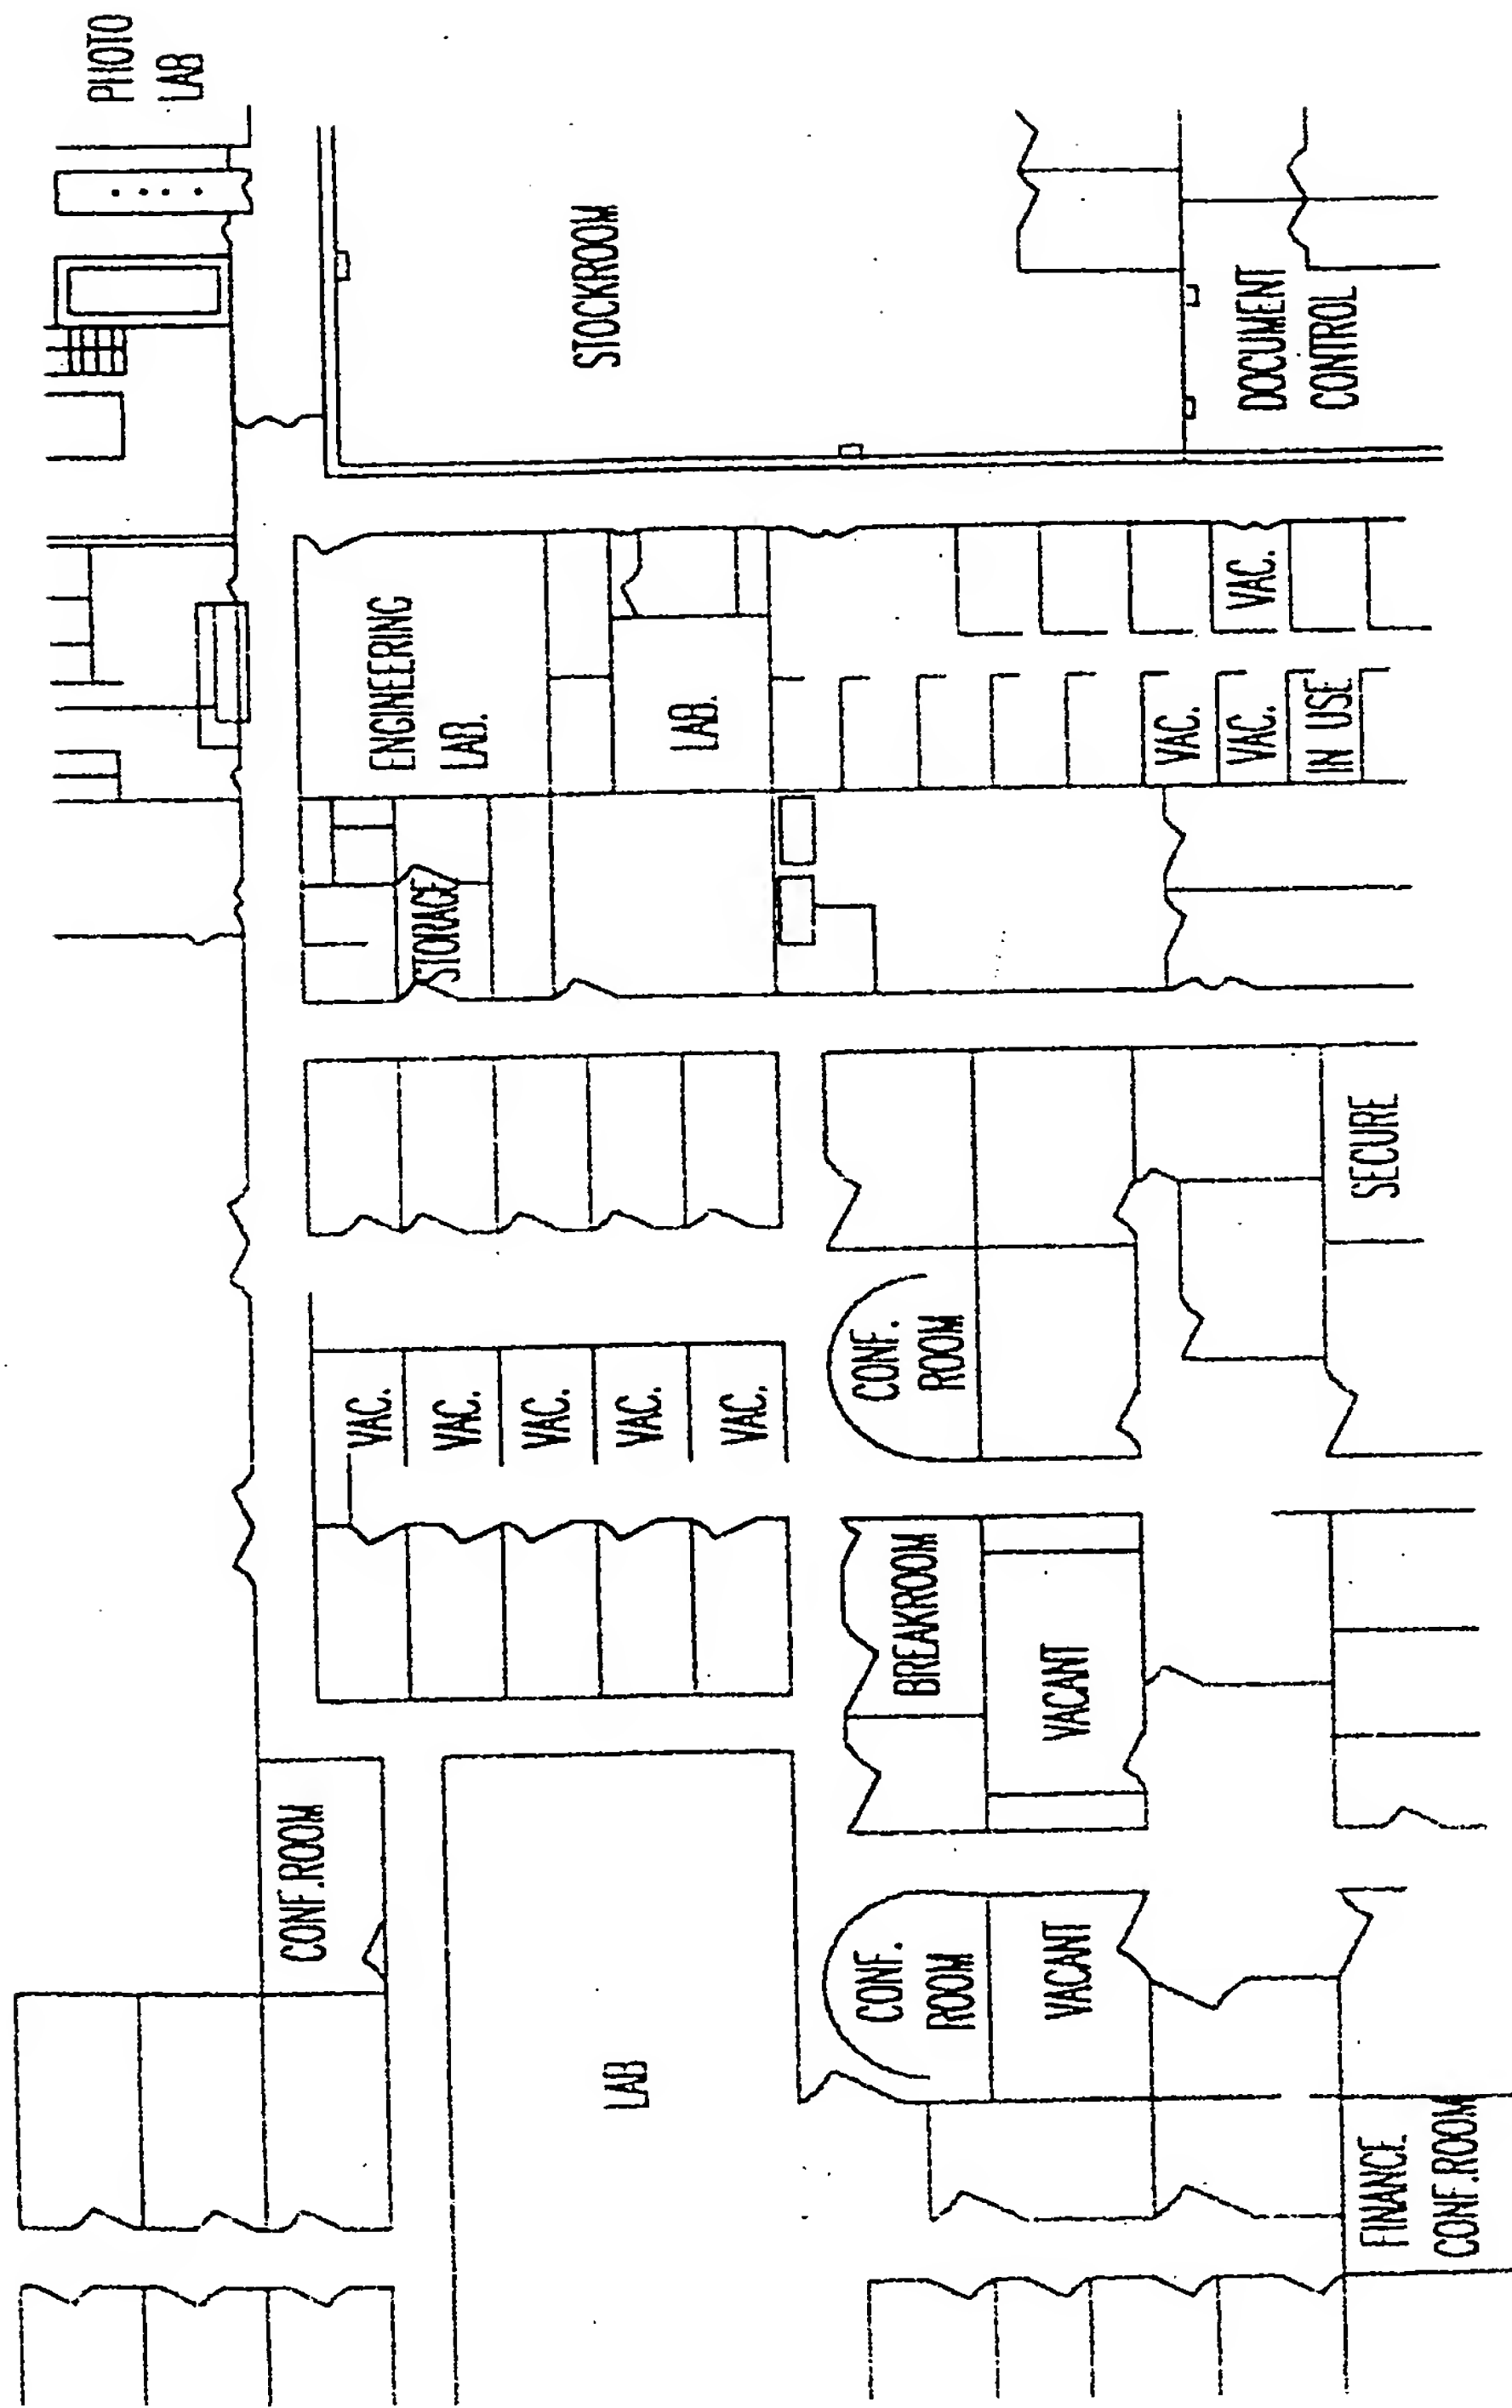 PHOTO
LAB
STOCKROOM
DOCUMENT
CONTROL
ENGINEERING
LAB.
LAB.
VAC.
VAC.
VAC.
IN USE
STORAGE
SECURE
CONF.
ROOM
VAC.
VAC.
VAC.
VAC.
VAC.
BREAKROOM
VACANT
CONF.ROOM
CONF.
ROOM
VACANT
LAB
FINANCE
CONF.ROOM